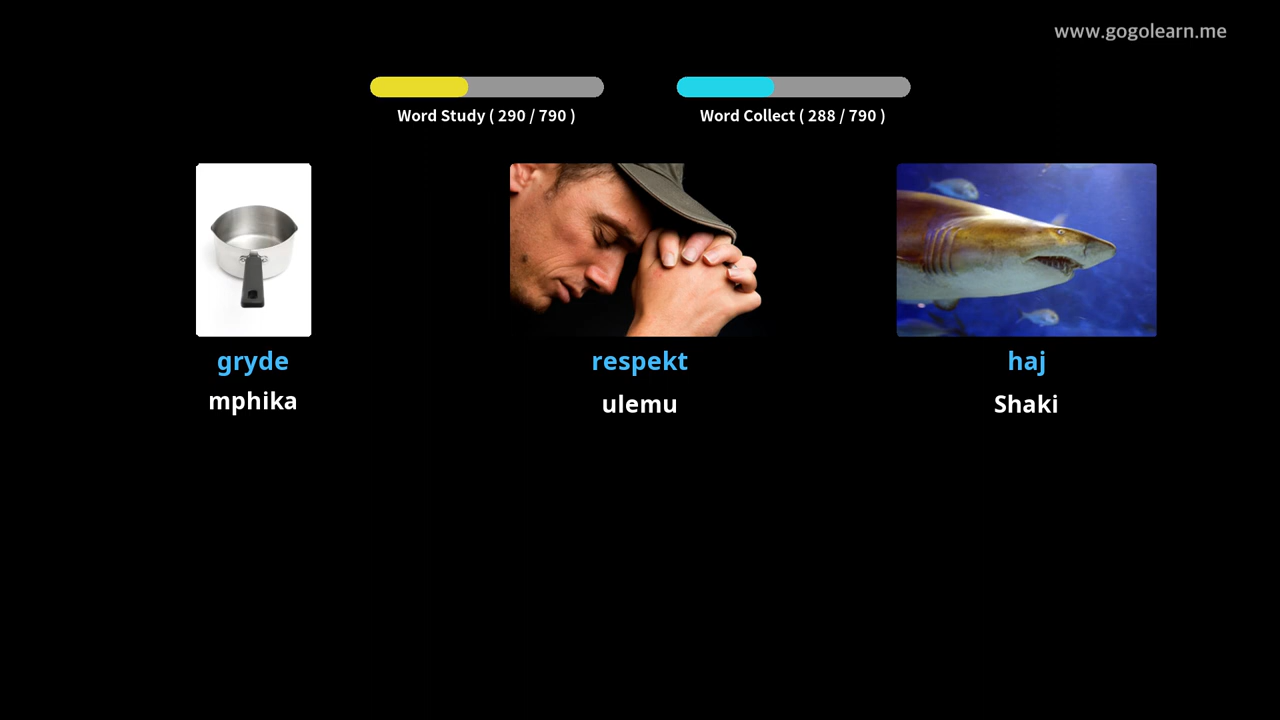 www.gogolearn.me
Word Study ( 290 / 790 )
Word Collect ( 288 / 790 )
gryde
mphika
respekt
ulemu
haj
Shaki